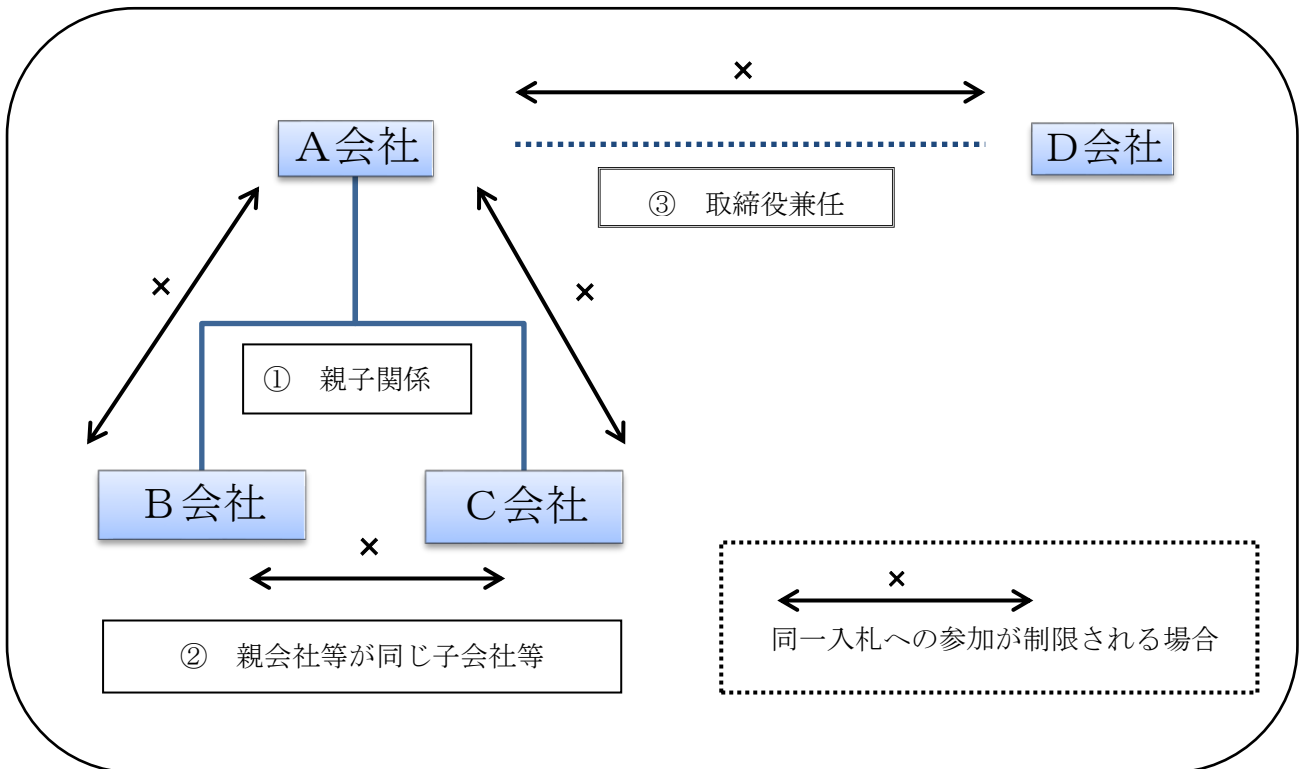 ×
A会社
D会社
③ 取締役兼任
×
×
① 親子関係
B会社
C会社
×
② 親会社等が同じ子会社等
×
同一入札への参加が制限される場合